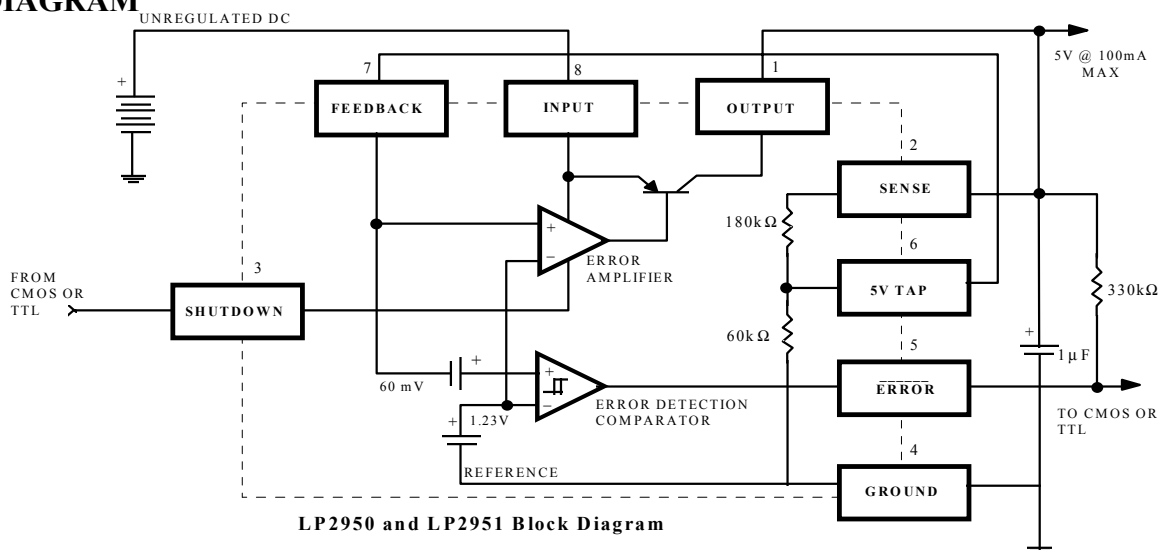 DIAGRAM
UNREGULATED DC
+
7
8
1
5V @ 100mA
MAX
FEEDBACK
INPUT
OUTPUT
2
SENSE
180kΩ
+
−
ERROR
AMPLIFIER
6
5V TAP
FROM
CMOS OR
TTL
3
SHUTDOWN
330kΩ
60kΩ
+
1μF
5
60 mV
+
+
−
ERROR DETECTION
COMPARATOR
ERROR
TO CMOS OR
TTL
+
1.23V
REFERENCE
4
GROUND
LP2950 and LP2951 Block Diagram